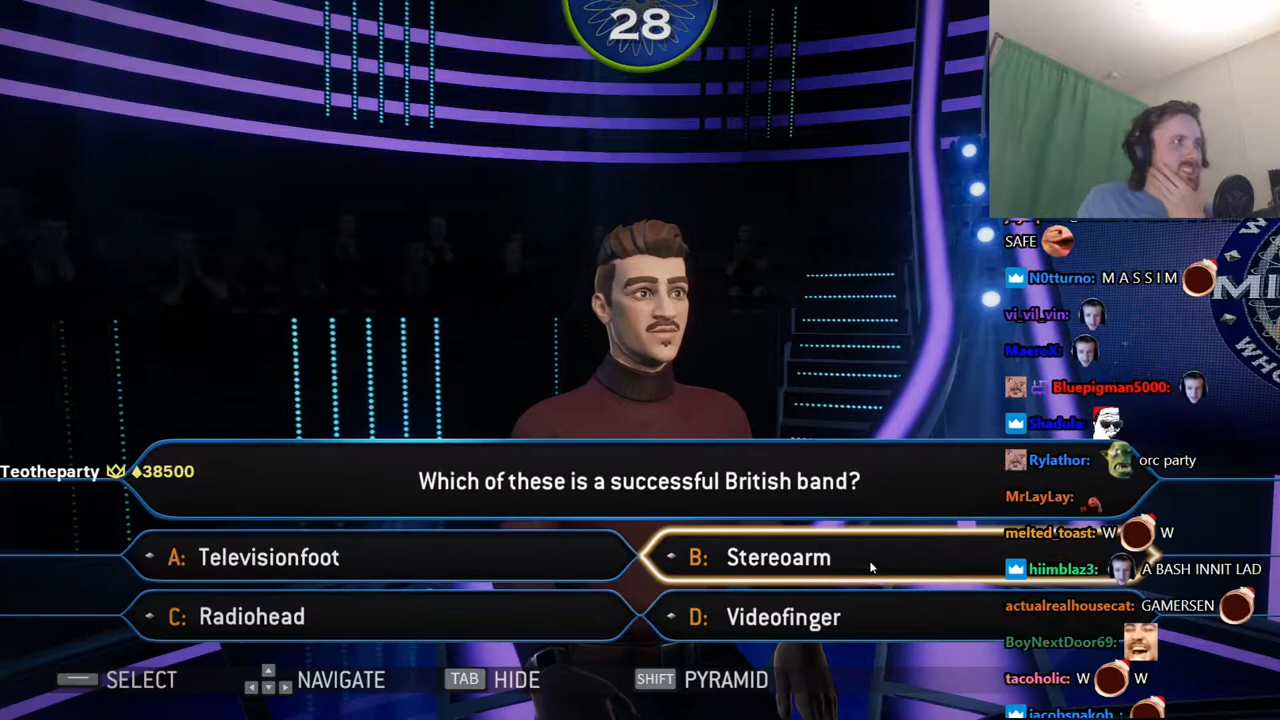 28
SAFE
N0tturno: M A S S I M
vi_vil_vin:
MaeroX:
Bluepigman5000:
Shadula:
Rylathor: orc party
MrLayLay:
melted_toast: W W
hiimblaz3: A BASH INNIT LAD
actualrealhousecat: GAMERSEN
BoyNextDoor69:
tacoholic: W W
jacobsnakob_:
Teotheparty 38500
Which of these is a successful British band?
A: Televisionfoot
B: Stereoarm
C: Radiohead
D: Videofinger
SELECT
NAVIGATE
TAB HIDE
SHIFT PYRAMID